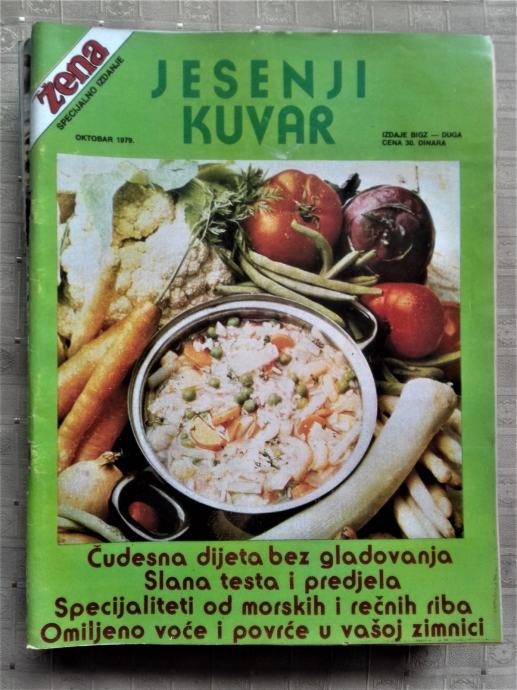 žena
SPECIJALNO IZDANJE
JESENJI
KUVAR
OKTOBAR 1979.
IZDAJE BIGZ — DUGA
CENA 30. DINARA
Čudesna dijeta bez gladovanja
Slana testa i predjela
Specijaliteti od morskih i rečnih riba
Omiljeno voće i povrće u vašoj zimnici